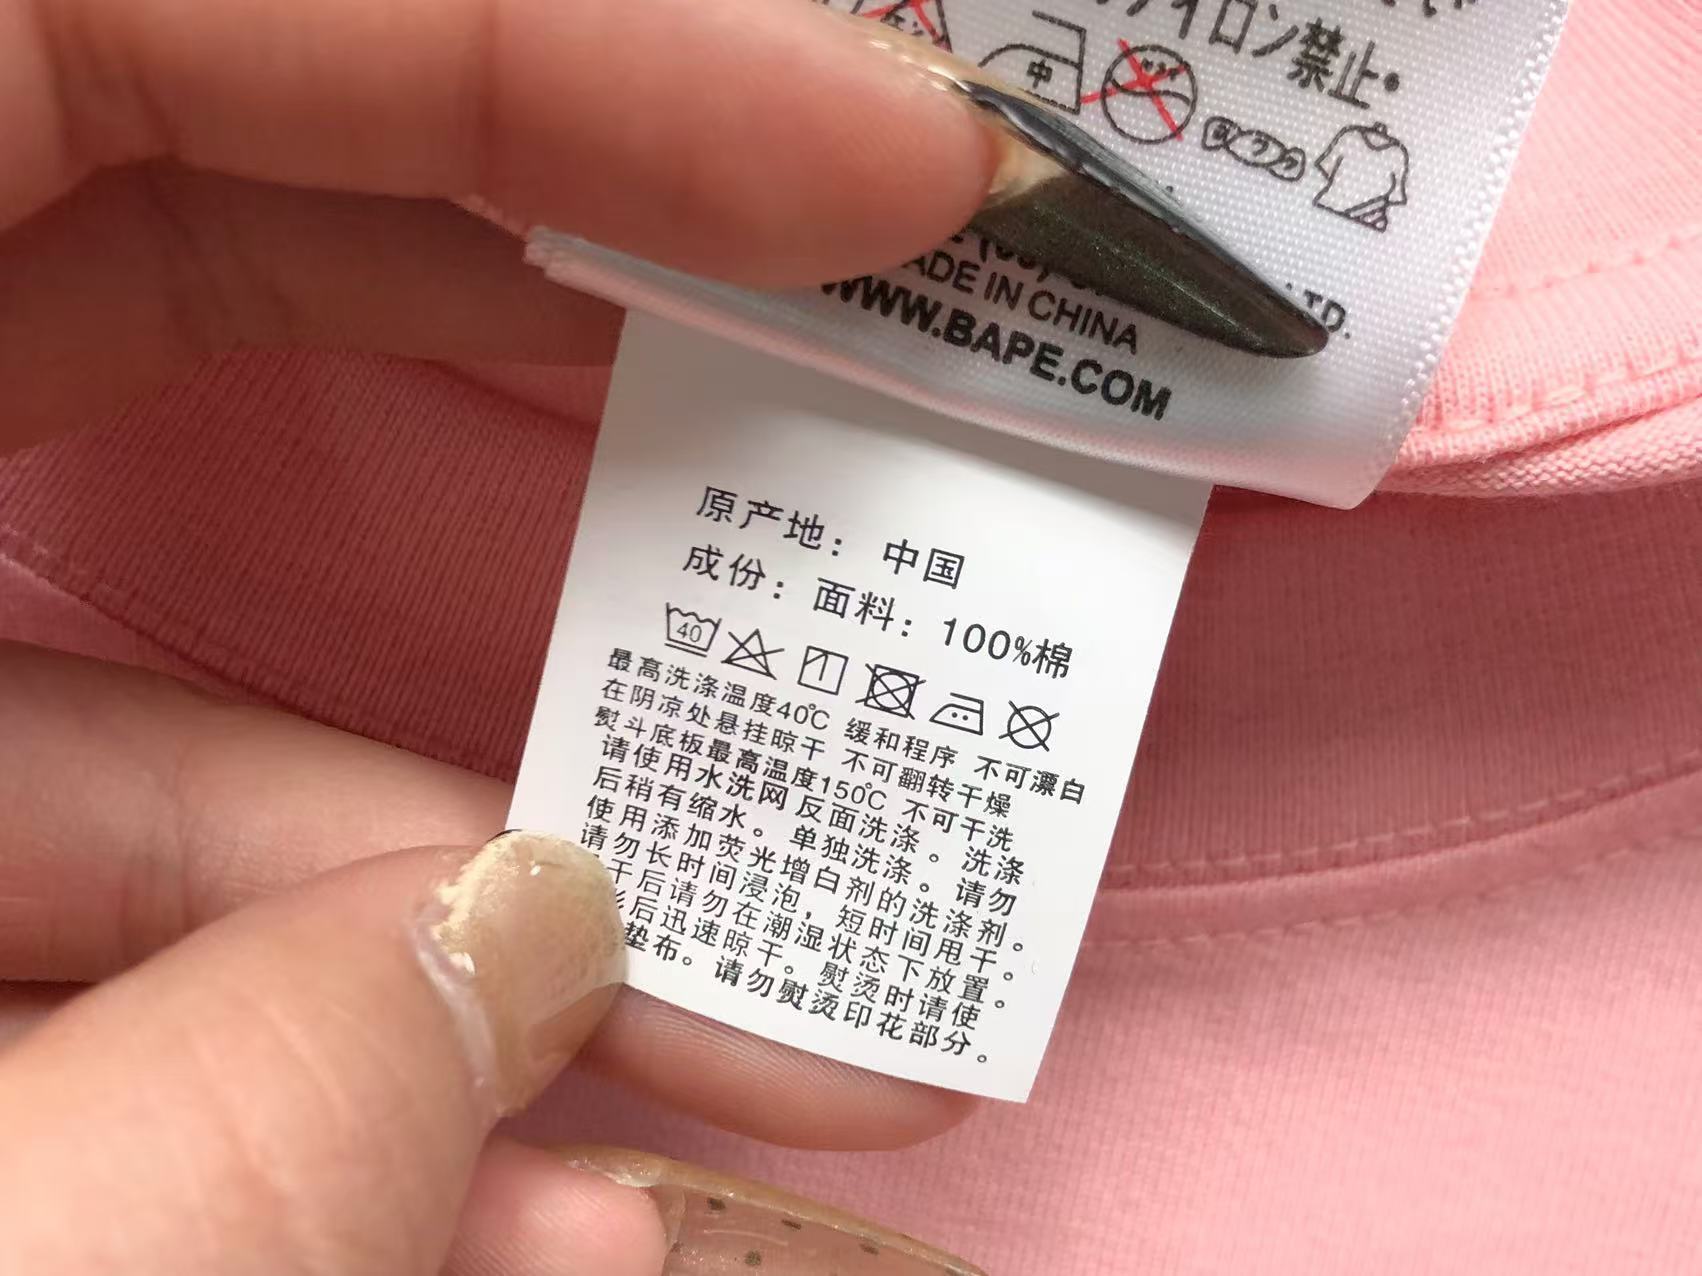 アイロン禁止。
中
MADE IN CHINA
WWW.BAPE.COM
LTD.
原产地： 中国
成份： 面料：100%棉
40
最高洗涤温度40℃ 缓和程序 不可漂白
在阴凉处悬挂晾干 不可翻转干燥
熨斗底板最高温度150℃ 不可干洗
请使用水洗网反面洗涤。洗涤
后稍有缩水。单独洗涤。请勿
使用添加荧光增白剂的洗涤剂。
请勿长时间浸泡，短时间甩干。
干后请勿在潮湿状态下放置。
后迅速晾干。熨烫时请使
垫布。请勿熨烫印花部分。